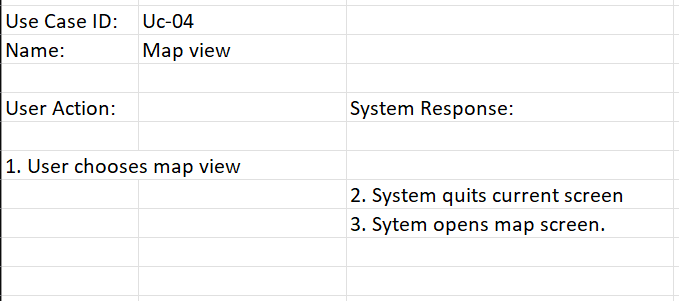 Use Case ID: Uc-04
Name: Map view
User Action: System Response:
1. User chooses map view
2. System quits current screen
3. Sytem opens map screen.